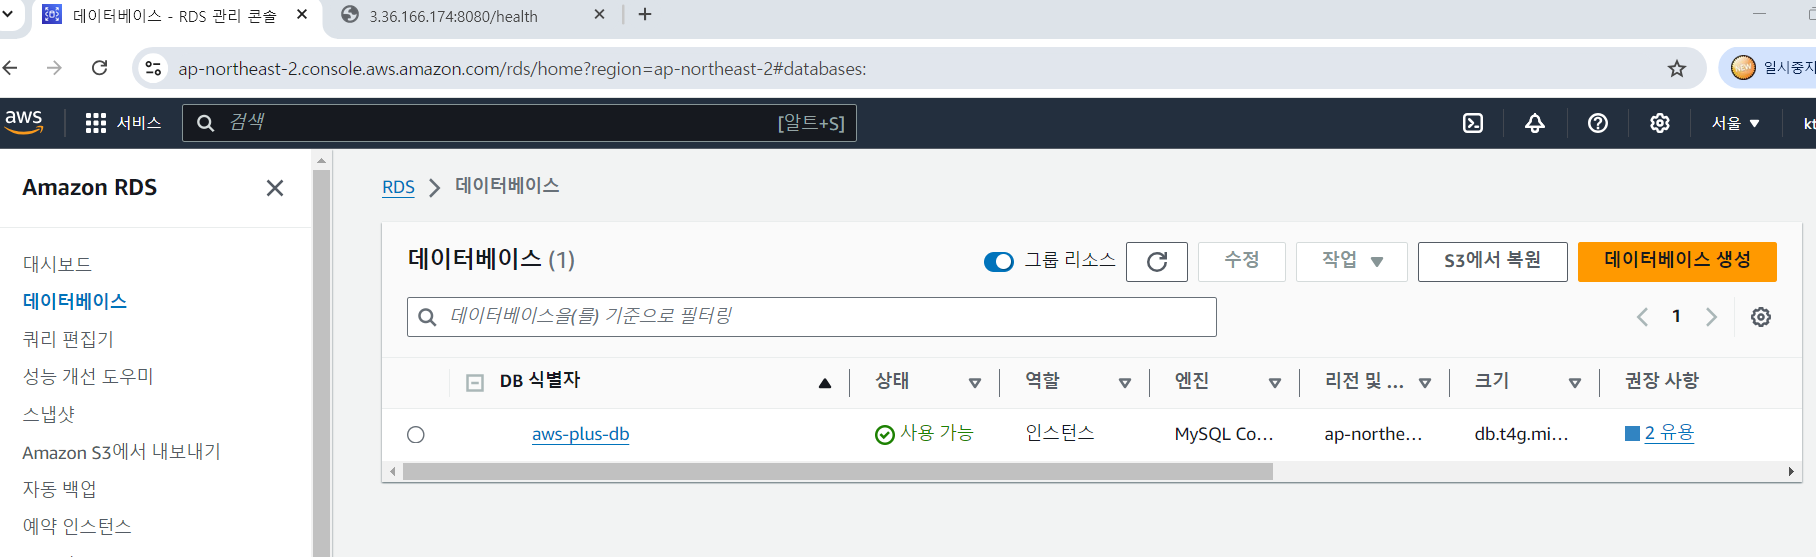 데이터베이스 - RDS 관리 콘솔
3.36.166.174:8080/health
ap-northeast-2.console.aws.amazon.com/rds/home?region=ap-northeast-2#databases:
NEW 일시중지
aws 서비스 검색 [알트+S] 서울 kt
Amazon RDS
대시보드
데이터베이스
쿼리 편집기
성능 개선 도우미
스냅샷
Amazon S3에서 내보내기
자동 백업
예약 인스턴스
RDS > 데이터베이스
데이터베이스 (1) 그룹 리소스 수정 작업 S3에서 복원 데이터베이스 생성
데이터베이스을(를) 기준으로 필터링 1
DB 식별자 상태 역할 엔진 리전 및 ... 크기 권장 사항
aws-plus-db 사용 가능 인스턴스 MySQL Co... ap-northe... db.t4g.mi... 2 유용